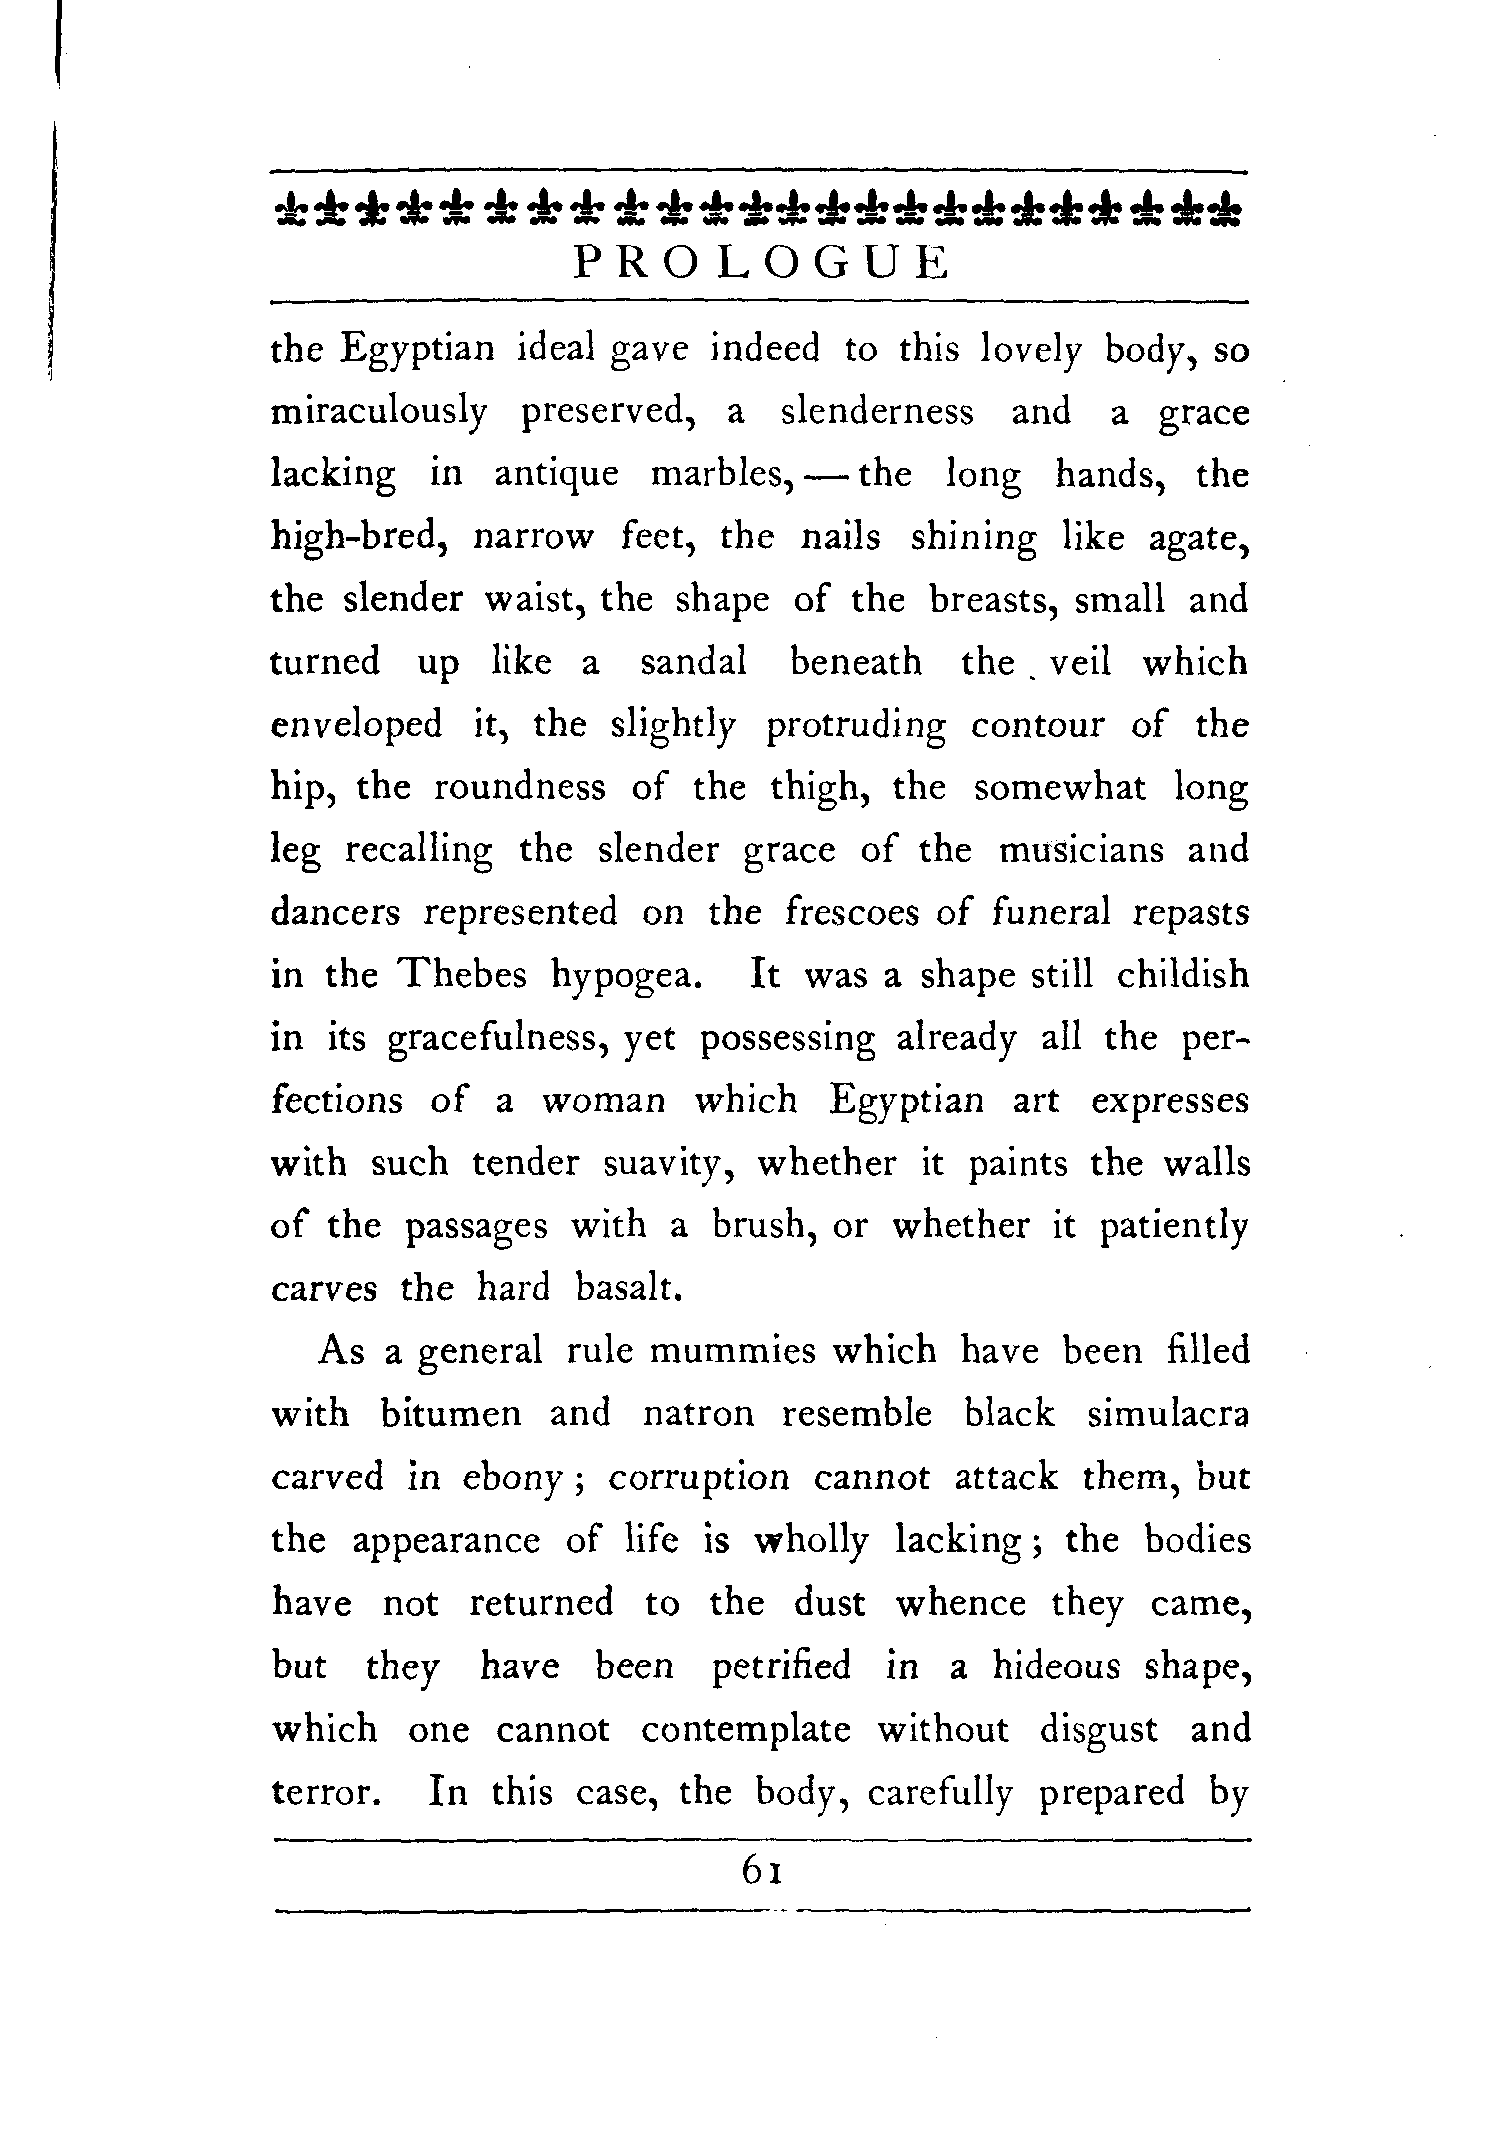 PROLOGUE
the Egyptian ideal gave indeed to this lovely body, so
miraculously preserved, a slenderness and a grace
lacking in antique marbles, — the long hands, the
high-bred, narrow feet, the nails shining like agate,
the slender waist, the shape of the breasts, small and
turned up like a sandal beneath the veil which
enveloped it, the slightly protruding contour of the
hip, the roundness of the thigh, the somewhat long
leg recalling the slender grace of the musicians and
dancers represented on the frescoes of funeral repasts
in the Thebes hypogea. It was a shape still childish
in its gracefulness, yet possessing already all the per-
fections of a woman which Egyptian art expresses
with such tender suavity, whether it paints the walls
of the passages with a brush, or whether it patiently
carves the hard basalt.
As a general rule mummies which have been filled
with bitumen and natron resemble black simulacra
carved in ebony ; corruption cannot attack them, but
the appearance of life is wholly lacking ; the bodies
have not returned to the dust whence they came,
but they have been petrified in a hideous shape,
which one cannot contemplate without disgust and
terror. In this case, the body, carefully prepared by
61